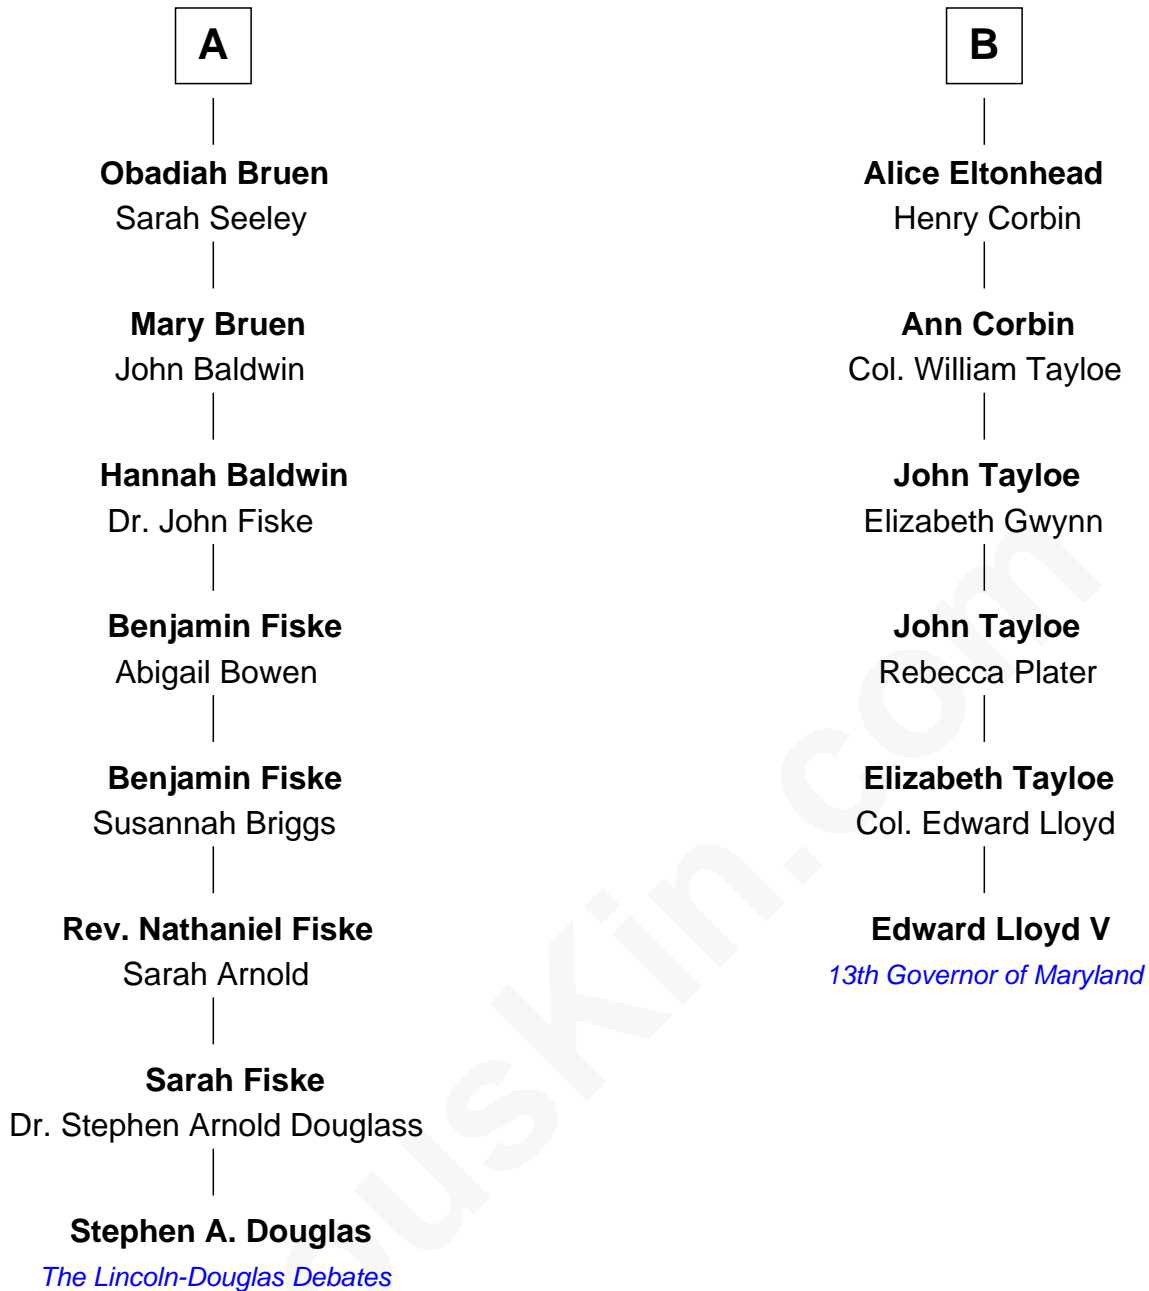 A
Obadiah Bruen
Sarah Seeley
Mary Bruen
John Baldwin
Hannah Baldwin
Dr. John Fiske
Benjamin Fiske
Abigail Bowen
Benjamin Fiske
Susannah Briggs
Rev. Nathaniel Fiske
Sarah Arnold
Sarah Fiske
Dr. Stephen Arnold Douglass
Stephen A. Douglas
The Lincoln-Douglas Debates
B
Alice Eltonhead
Henry Corbin
Ann Corbin
Col. William Tayloe
John Tayloe
Elizabeth Gwynn
John Tayloe
Rebecca Plater
Elizabeth Tayloe
Col. Edward Lloyd
Edward Lloyd V
13th Governor of Maryland